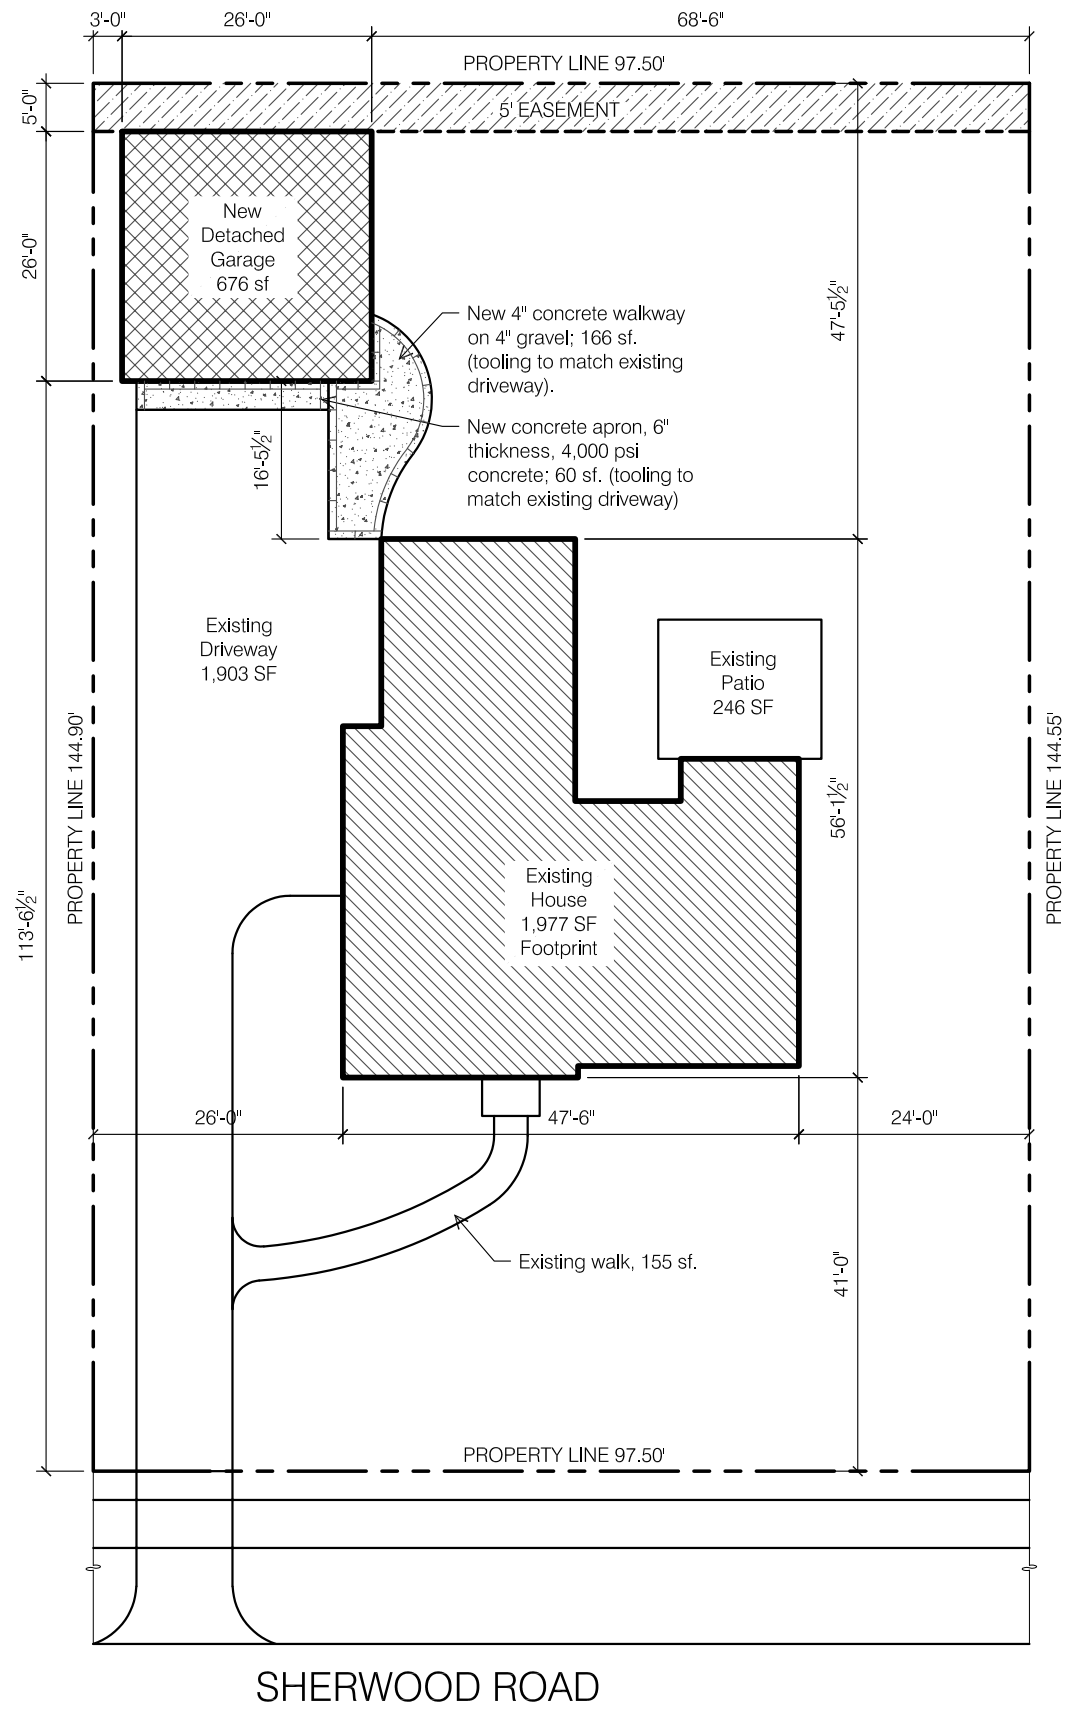 3'-0"
26'-0"
68'-6"
PROPERTY LINE 97.50'
5'-0"
5' EASEMENT
26'-0"
New
Detached
Garage
676 sf
47'-5½"
New 4" concrete walkway
on 4" gravel; 166 sf.
(tooling to match existing
driveway).
New concrete apron, 6"
thickness, 4,000 psi
concrete; 60 sf. (tooling to
match existing driveway)
16'-5½"
Existing
Driveway
1,903 SF
Existing
Patio
246 SF
PROPERTY LINE 144.90'
PROPERTY LINE 144.55'
56'-1½"
113'-6½"
Existing
House
1,977 SF
Footprint
26'-0"
47'-6"
24'-0"
Existing walk, 155 sf.
41'-0"
PROPERTY LINE 97.50'
SHERWOOD ROAD